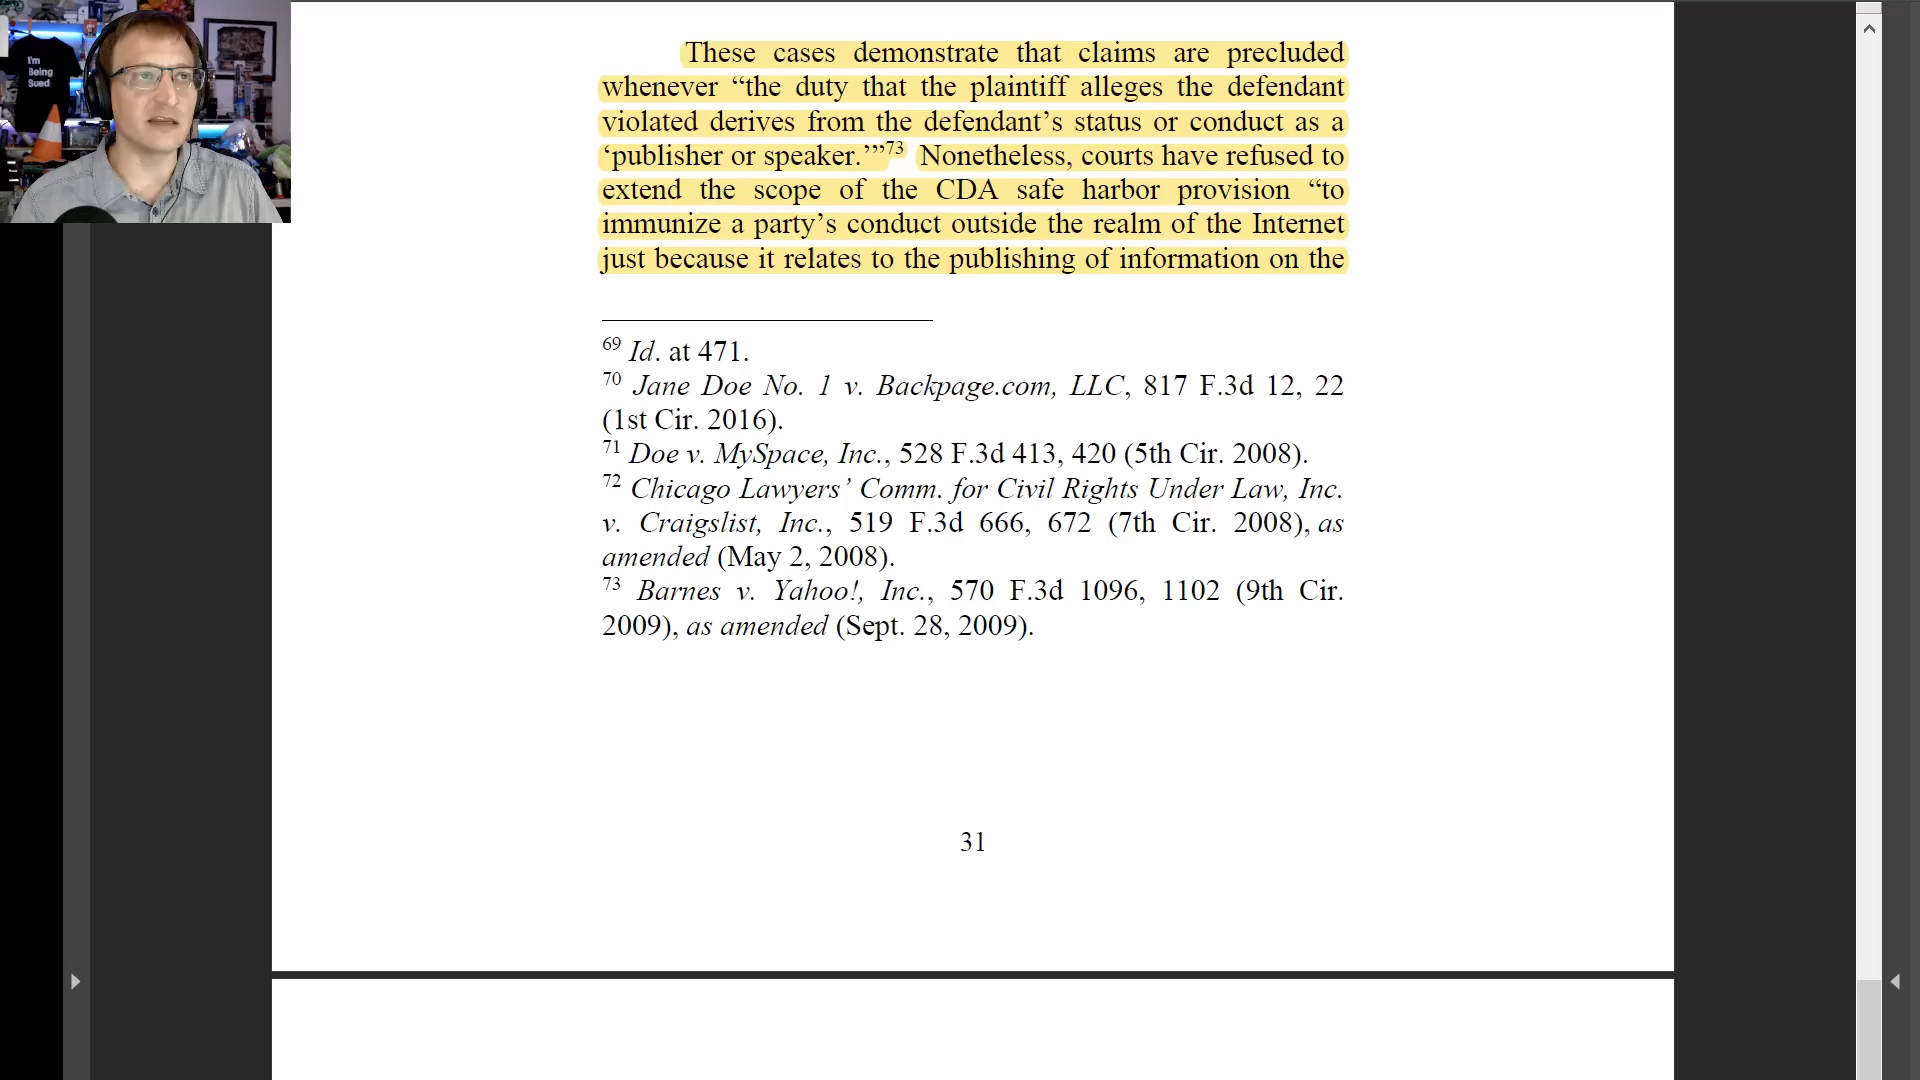 I'm
Being
Sued
These cases demonstrate that claims are precluded
whenever “the duty that the plaintiff alleges the defendant
violated derives from the defendant’s status or conduct as a
‘publisher or speaker.’”73 Nonetheless, courts have refused to
extend the scope of the CDA safe harbor provision “to
immunize a party’s conduct outside the realm of the Internet
just because it relates to the publishing of information on the
69 Id. at 471.
70 Jane Doe No. 1 v. Backpage.com, LLC, 817 F.3d 12, 22
(1st Cir. 2016).
71 Doe v. MySpace, Inc., 528 F.3d 413, 420 (5th Cir. 2008).
72 Chicago Lawyers’ Comm. for Civil Rights Under Law, Inc.
v. Craigslist, Inc., 519 F.3d 666, 672 (7th Cir. 2008), as
amended (May 2, 2008).
73 Barnes v. Yahoo!, Inc., 570 F.3d 1096, 1102 (9th Cir.
2009), as amended (Sept. 28, 2009).
31